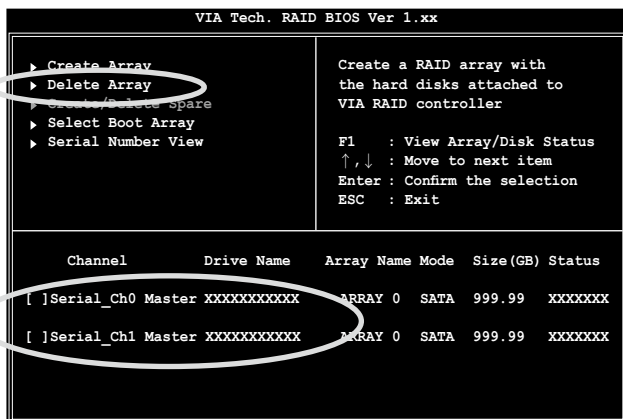 VIA Tech. RAID BIOS Ver 1.xx
Create Array
Delete Array
Create/Delete Spare
Select Boot Array
Serial Number View
Create a RAID array with
the hard disks attached to
VIA RAID controller
F1 : View Array/Disk Status
↑,↓ : Move to next item
Enter : Confirm the selection
ESC : Exit
Channel Drive Name Array Name Mode Size(GB) Status
[ ]Serial_Ch0 Master XXXXXXXXXXX ARRAY 0 SATA 999.99 XXXXXXX
[ ]Serial_Ch1 Master XXXXXXXXXXX ARRAY 0 SATA 999.99 XXXXXXX